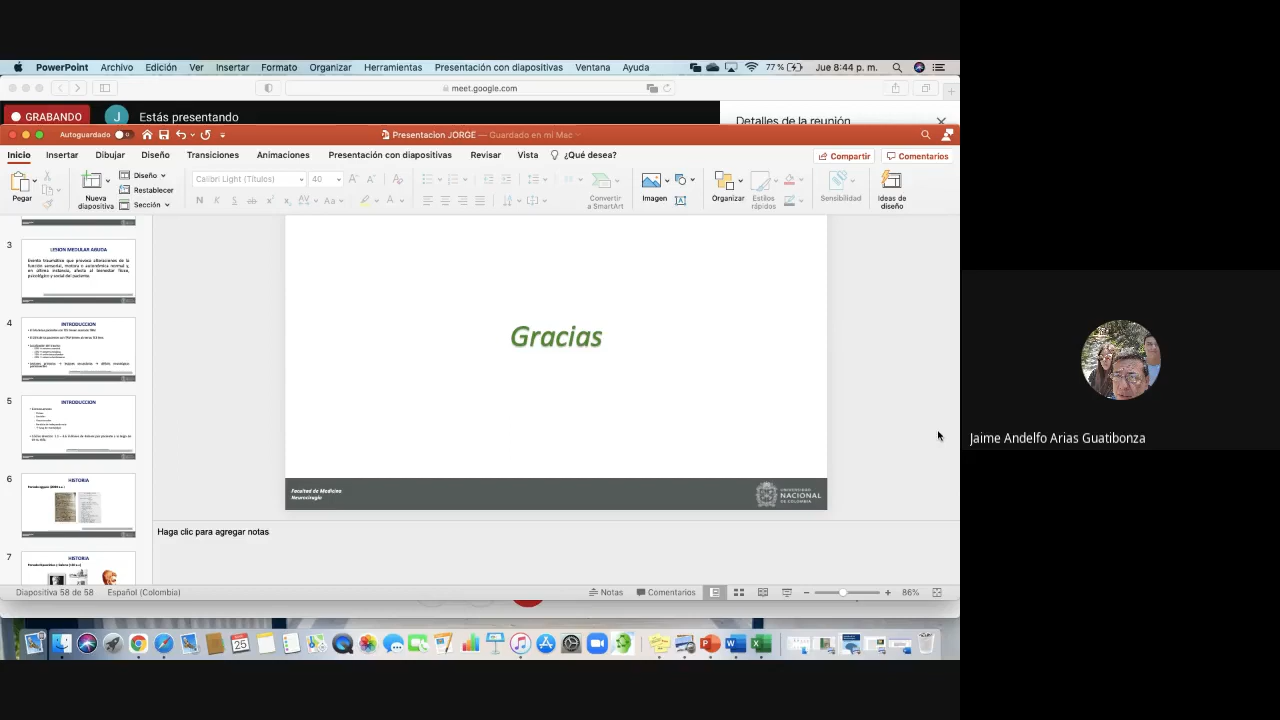 PowerPoint Archivo Edición Ver Insertar Formato Organizar Herramientas Presentación con diapositivas Ventana Ayuda 77 % Jue 8:44 p. m.
meet.google.com
GRABANDO J Estás presentando Detalles de la reunión
Autoguardado Presentacion JORGE — Guardado en mi Mac
Inicio Insertar Dibujar Diseño Transiciones Animaciones Presentación con diapositivas Revisar Vista ¿Qué desea? Compartir Comentarios
Pegar
Nueva diapositiva
Diseño
Restablecer
Sección
Calibri Light (Títulos) 40
Convertir a SmartArt
Imagen
Organizar
Estilos rápidos
Sensibilidad
Ideas de diseño
3
LESION MEDULAR AGUDA
4
INTRODUCCION
5
INTRODUCCION
6
HISTORIA
7
HISTORIA
Gracias
Facultad de Medicina
Neurocirugía
UNIVERSIDAD
NACIONAL
DE COLOMBIA
Haga clic para agregar notas
Diapositiva 58 de 58 Español (Colombia) Notas Comentarios 86%
25
Jaime Andelfo Arias Guatibonza